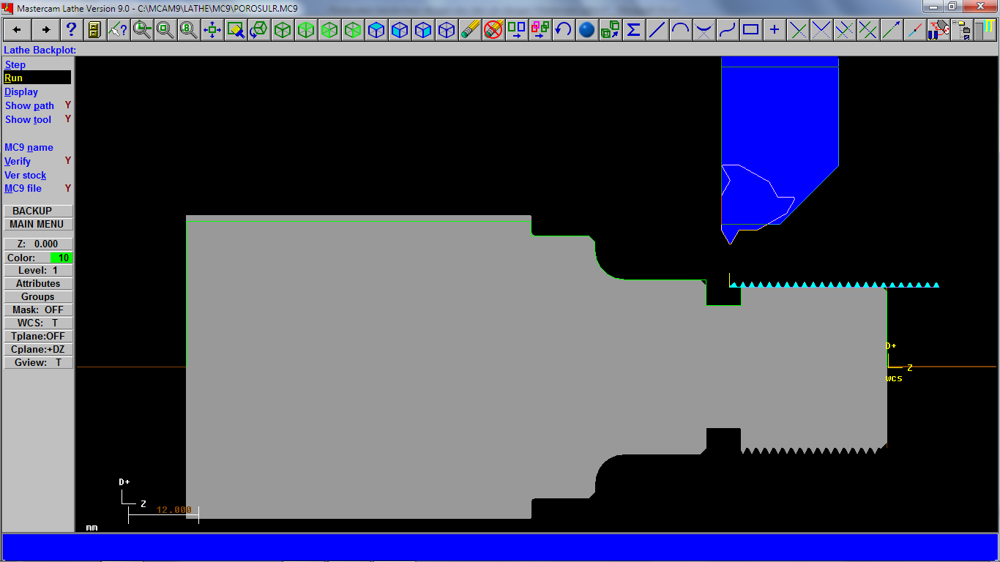 Mastercam Lathe Version 9.0 - C:\MCAM9\LATHE\MC9\POROSULR.MC9
Lathe Backplot:
Step
Run
Display
Show path Y
Show tool Y
MC9 name
Verify Y
Ver stock
MC9 file Y
BACKUP
MAIN MENU
Z: 0.000
Color: 10
Level: 1
Attributes
Groups
Mask: OFF
WCS: T
Tplane:OFF
Cplane:+DZ
Gview: T
D+
Z
wcs
D+
Z
12.000
mm